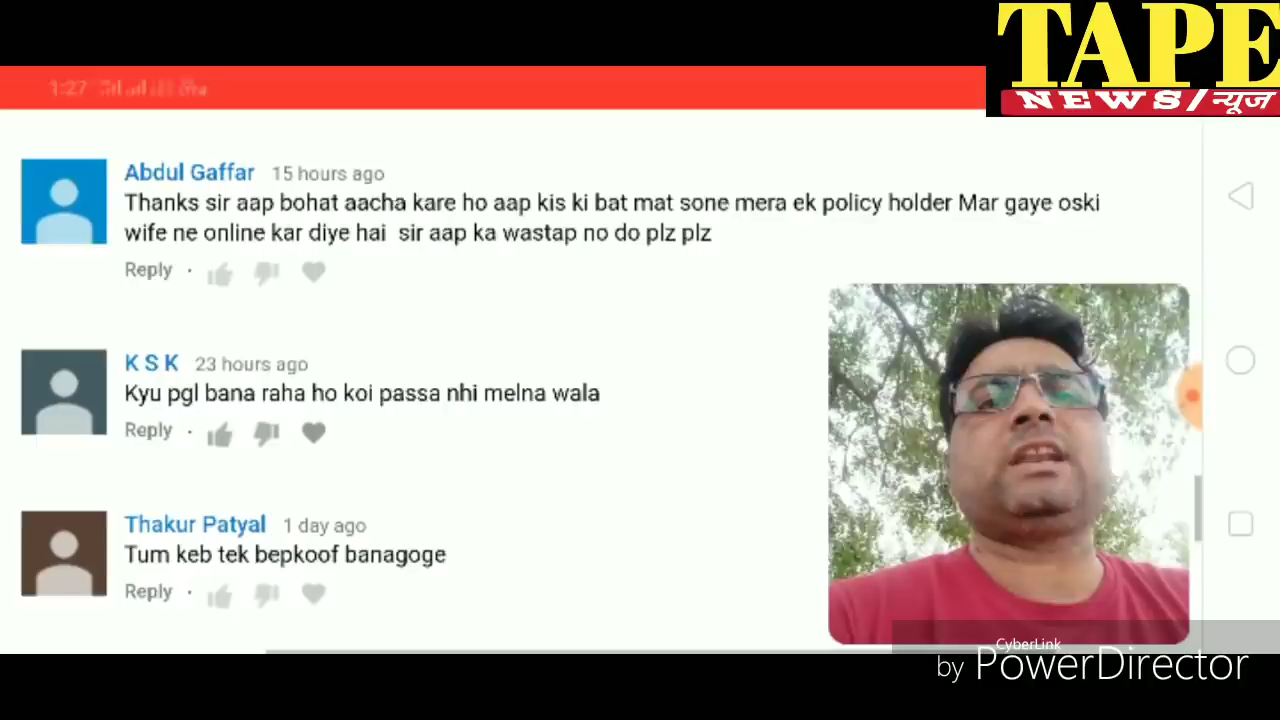 TAPE
NEWS/न्यूज
1:27
Abdul Gaffar 15 hours ago
Thanks sir aap bohat aacha kare ho aap kis ki bat mat sone mera ek policy holder Mar gaye oski
wife ne online kar diye hai sir aap ka wastap no do plz plz
Reply ·
K S K 23 hours ago
Kyu pgl bana raha ho koi passa nhi melna wala
Reply ·
Thakur Patyal 1 day ago
Tum keb tek bepkoof banagoge
Reply ·
CyberLink
by PowerDirector